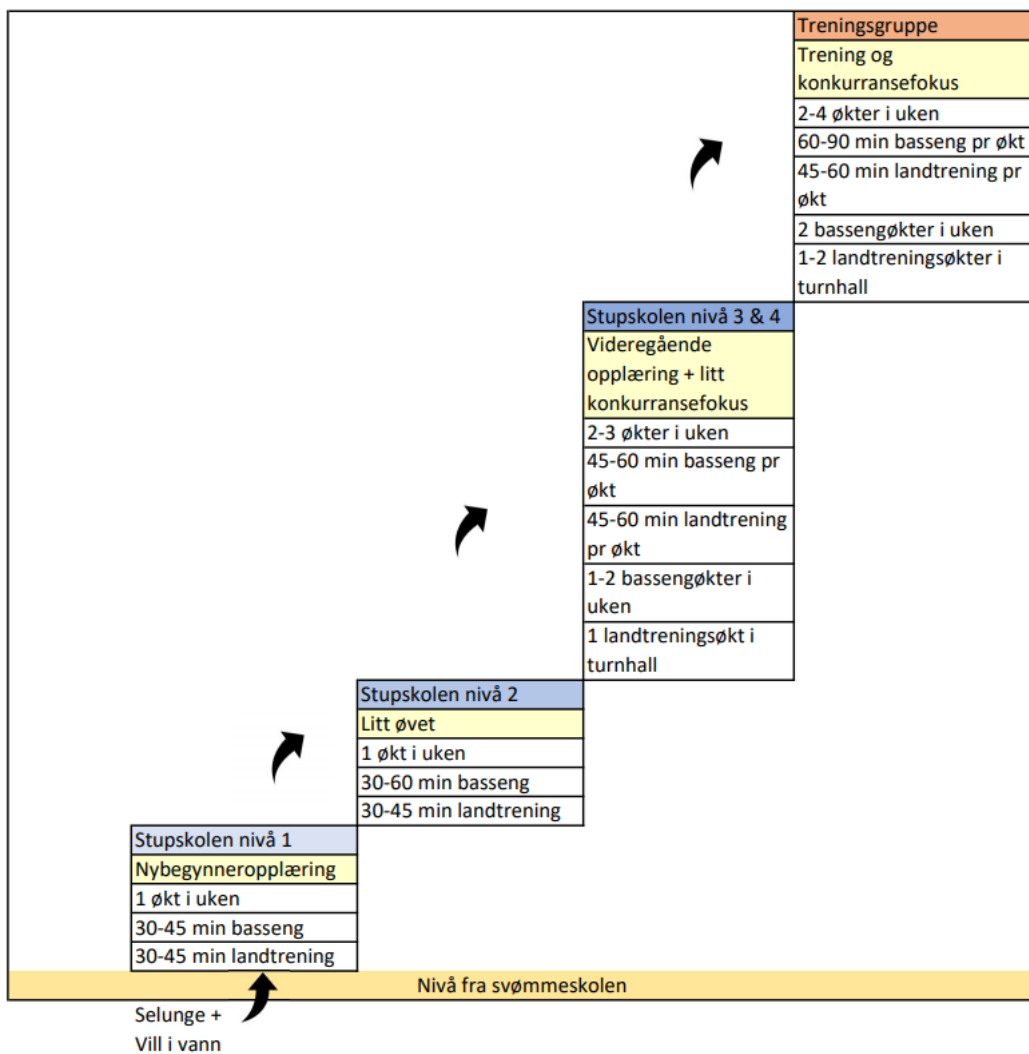 Treningsgruppe
Trening og
konkurransefokus
2-4 økter i uken
60-90 min basseng pr økt
45-60 min landtrening pr
økt
2 bassengøkter i uken
1-2 landtreningsøkter i
turnhall
Stupskolen nivå 3 & 4
Videregående
opplæring + litt
konkurransefokus
2-3 økter i uken
45-60 min basseng pr
økt
45-60 min landtrening
pr økt
1-2 bassengøkter i
uken
1 landtreningsøkt i
turnhall
Stupskolen nivå 2
Litt øvet
1 økt i uken
30-60 min basseng
30-45 min landtrening
Stupskolen nivå 1
Nybegynneropplæring
1 økt i uken
30-45 min basseng
30-45 min landtrening
Nivå fra svømmeskolen
Selunge +
Vill i vann